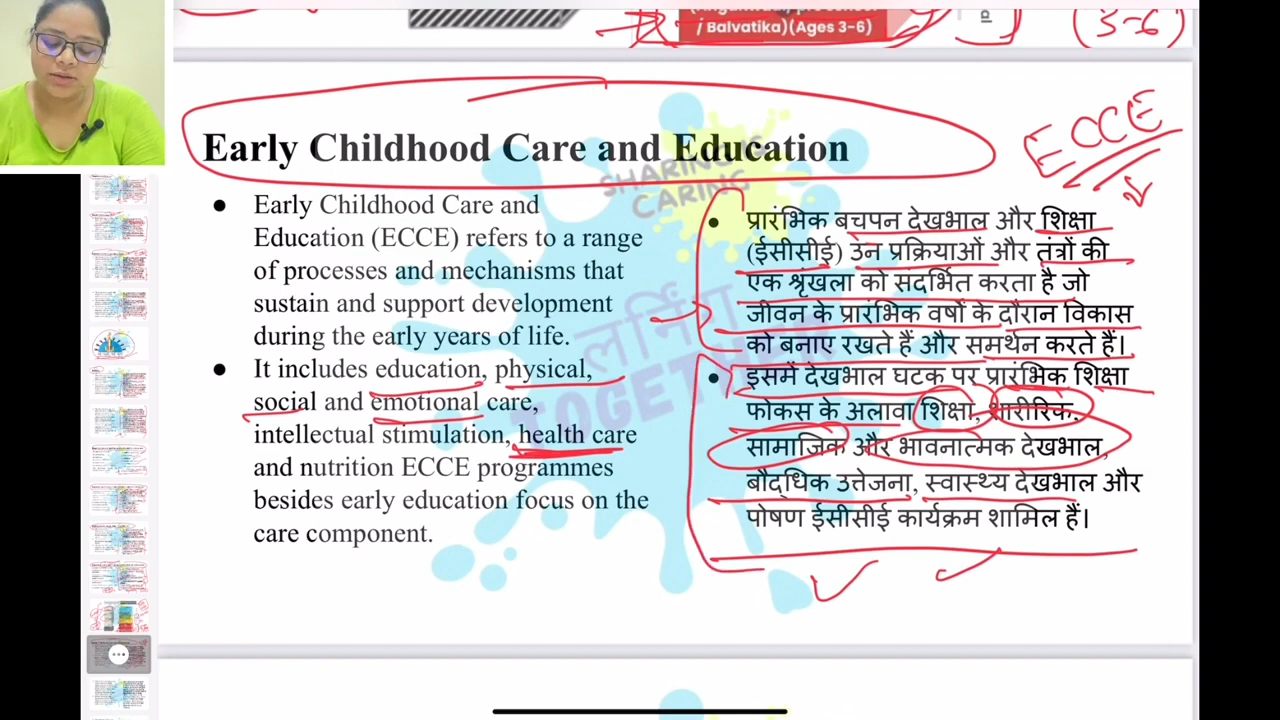 / Balvatika)(Ages 3-6)
(3-6)
Early Childhood Care and Education
ECCE
SHARING
CARING
● Early Childhood Care and
Education (ECCE) refers to a range
of processes and mechanisms that
sustain and support development
during the early years of life.
● It includes education, physical,
social and emotional care,
intellectual stimulation, health care
and nutrition ECCE programmes
besides early education focus on the
care component.
● प्रारंभिक बचपन देखभाल और शिक्षा
(ईसीसीई) उन प्रक्रियाओं और तंत्रों की
एक श्रृंखला को संदर्भित करता है जो
जीवन के प्रारंभिक वर्षों के दौरान विकास
को बनाए रखते हैं और समर्थन करते हैं।
● इसमें देखभाल घटक पर प्रारंभिक शिक्षा
फोकस के अलावा शिक्षा, शारीरिक,
सामाजिक और भावनात्मक देखभाल,
बौद्धिक उत्तेजना, स्वास्थ्य देखभाल और
पोषण ईसीसीई कार्यक्रम शामिल हैं।